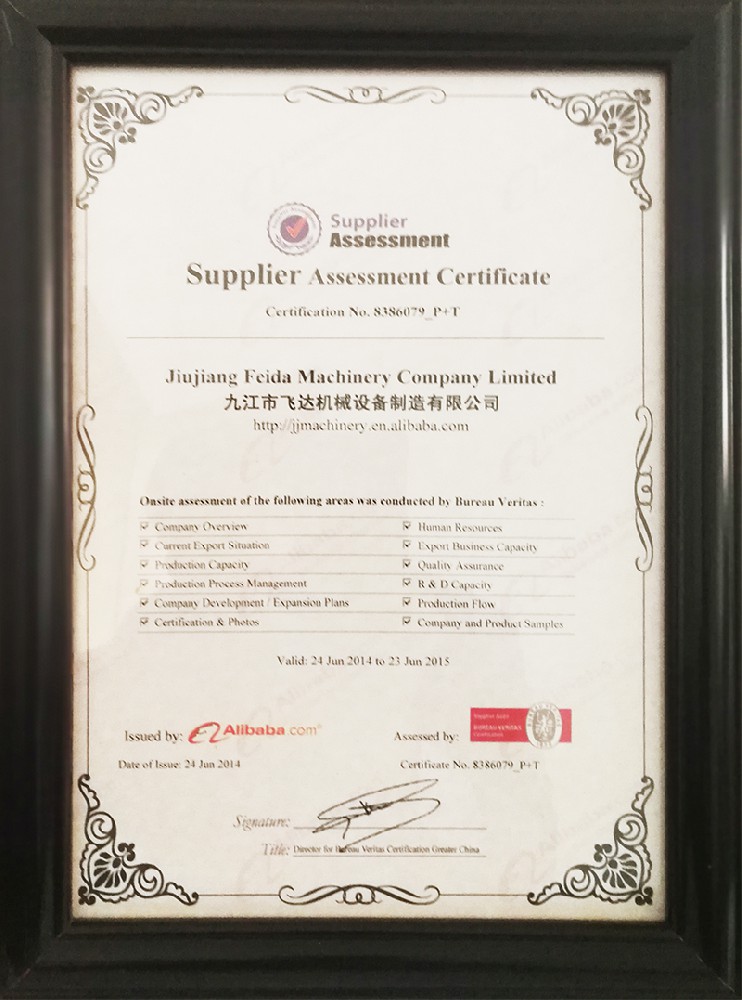 Supplier
Assessment
Supplier Assessment Certificate
Certification No. 8386079_P+T
Jiujiang Feida Machinery Company Limited
九江市飞达机械设备制造有限公司
http://jjmachinery.en.alibaba.com
Onsite assessment of the following areas was conducted by Bureau Veritas :
Company Overview
Human Resources
Current Export Situation
Export Business Capacity
Production Capacity
Quality Assurance
Production Process Management
R & D Capacity
Company Development / Expansion Plans
Production Flow
Certification & Photos
Company and Product Samples
Valid: 24 Jun 2014 to 23 Jun 2015
Issued by: Alibaba.com®
Assessed by:
BUREAU VERITAS
Certification
Date of Issue: 24 Jun 2014
Certificate No. 8386079_P+T
Signature:
Title: Director for Bureau Veritas Certification Greater China